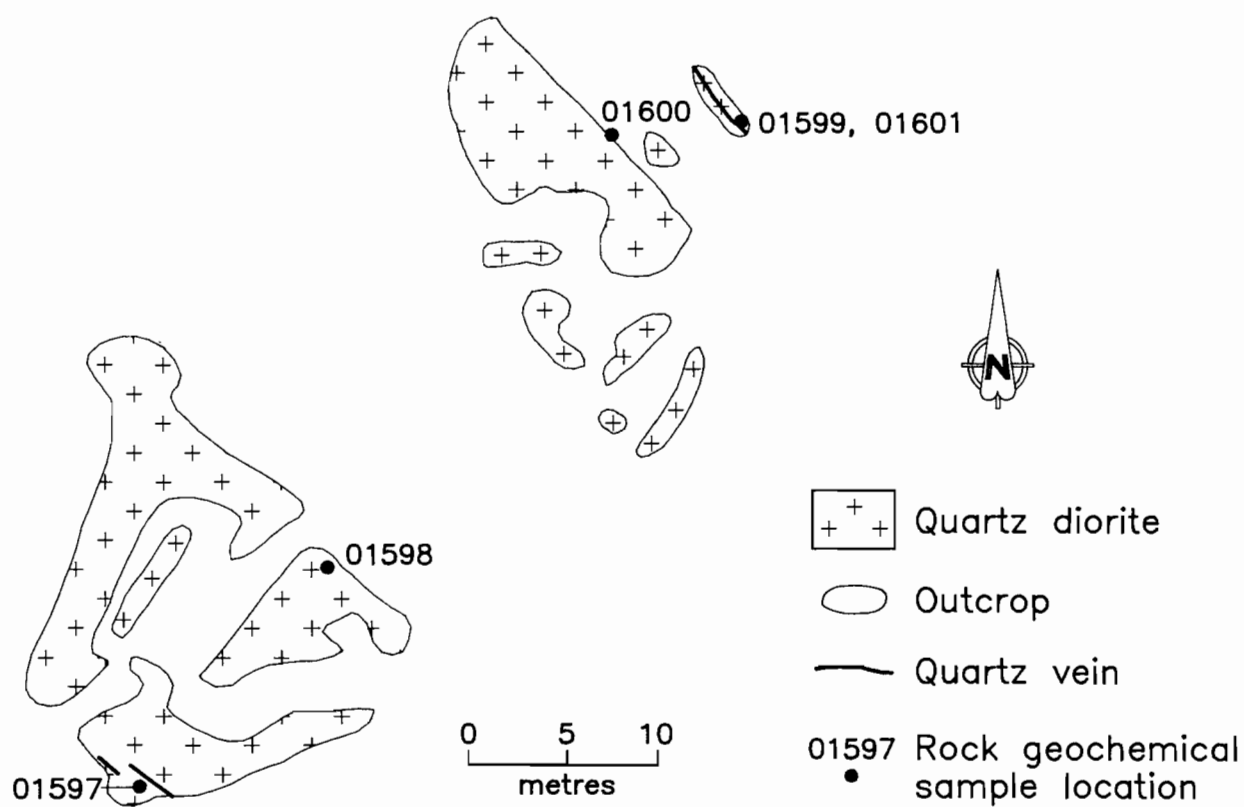 01600
01599, 01601
N
Quartz diorite
01598
Outcrop
Quartz vein
0 5 10
metres
01597 Rock geochemical
sample location
01597